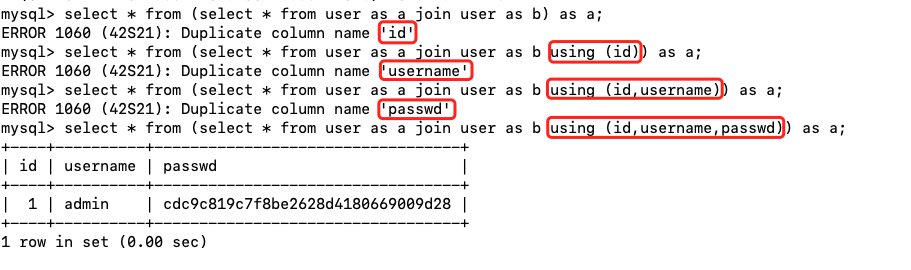 mysql> select * from (select * from user as a join user as b) as a;
ERROR 1060 (42S21): Duplicate column name 'id'
mysql> select * from (select * from user as a join user as b using (id)) as a;
ERROR 1060 (42S21): Duplicate column name 'username'
mysql> select * from (select * from user as a join user as b using (id,username)) as a;
ERROR 1060 (42S21): Duplicate column name 'passwd'
mysql> select * from (select * from user as a join user as b using (id,username,passwd)) as a;
+----+----------+----------------------------------+
| id | username | passwd                           |
+----+----------+----------------------------------+
|  1 | admin    | cdc9c819c7f8be2628d4180669009d28 |
+----+----------+----------------------------------+
1 row in set (0.00 sec)